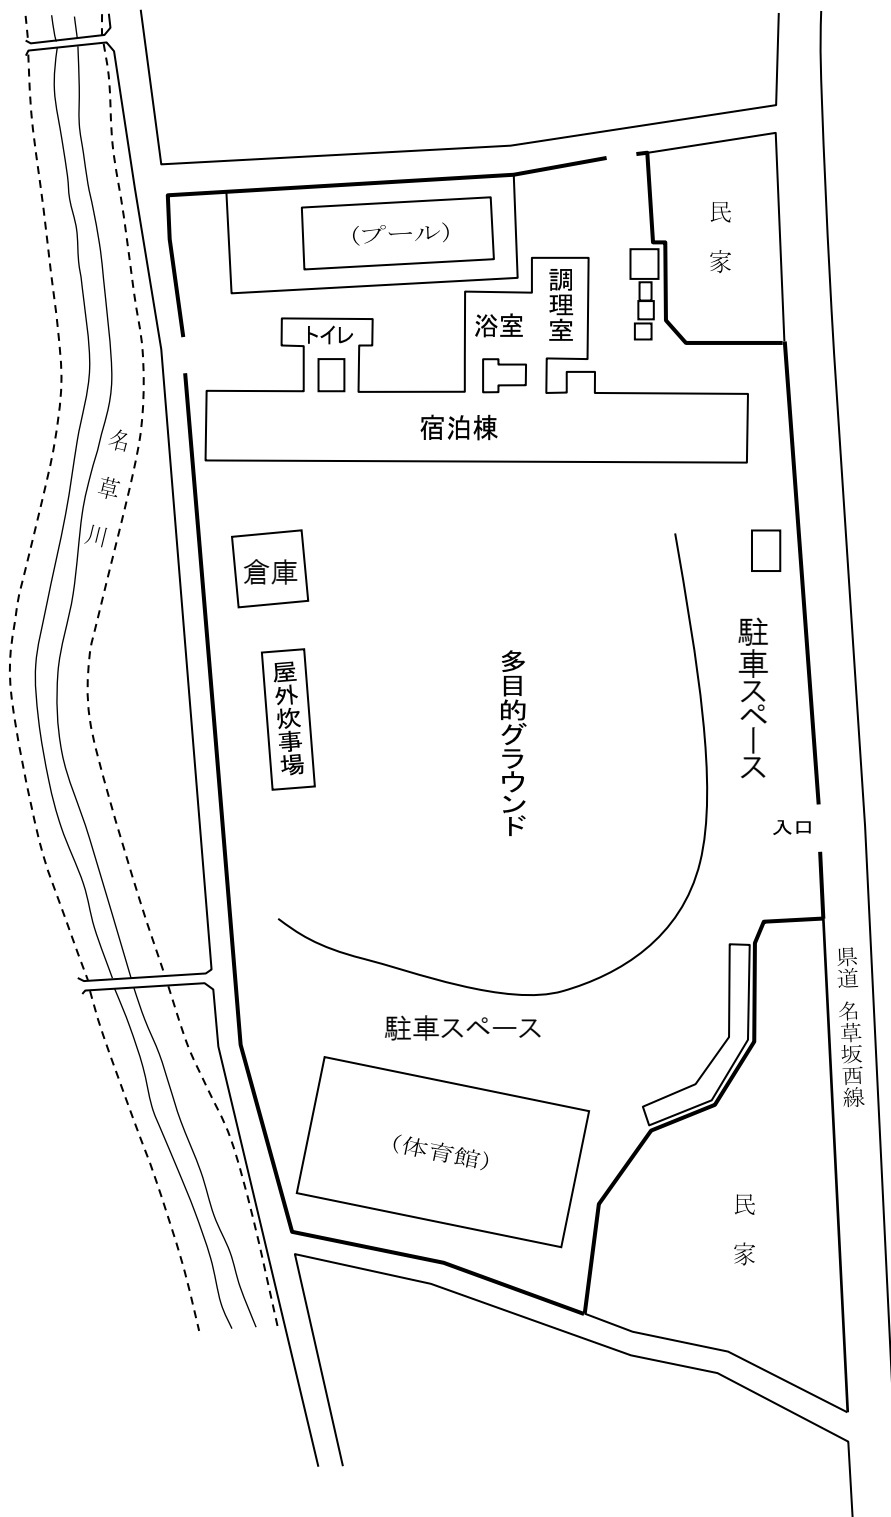 民家
(プール)
調理室
浴室
トイレ
宿泊棟
名草川
倉庫
駐車スペース
屋外炊事場
多目的グラウンド
入口
県道 名草坂西線
駐車スペース
(体育館)
民家